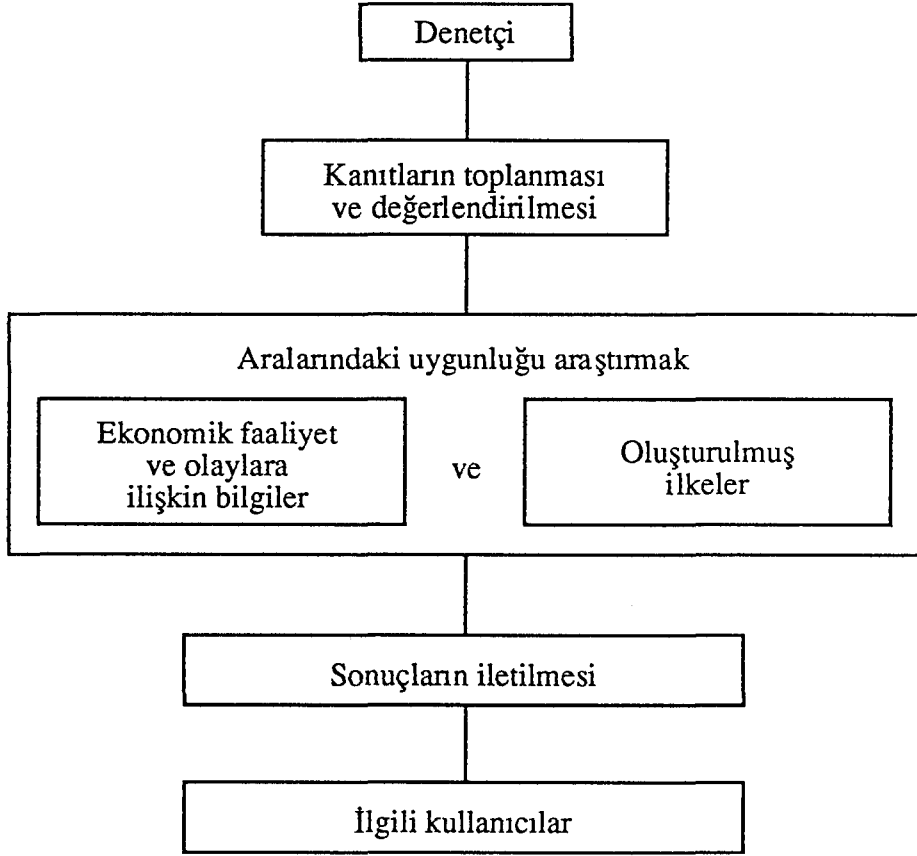 Denetçi
Kanıtların toplanması
ve değerlendirilmesi
Aralarındaki uygunluğu araştırmak
Ekonomik faaliyet
ve olaylara
ilişkin bilgiler
ve
Oluşturulmuş
ilkeler
Sonuçların iletilmesi
İlgili kullanıcılar